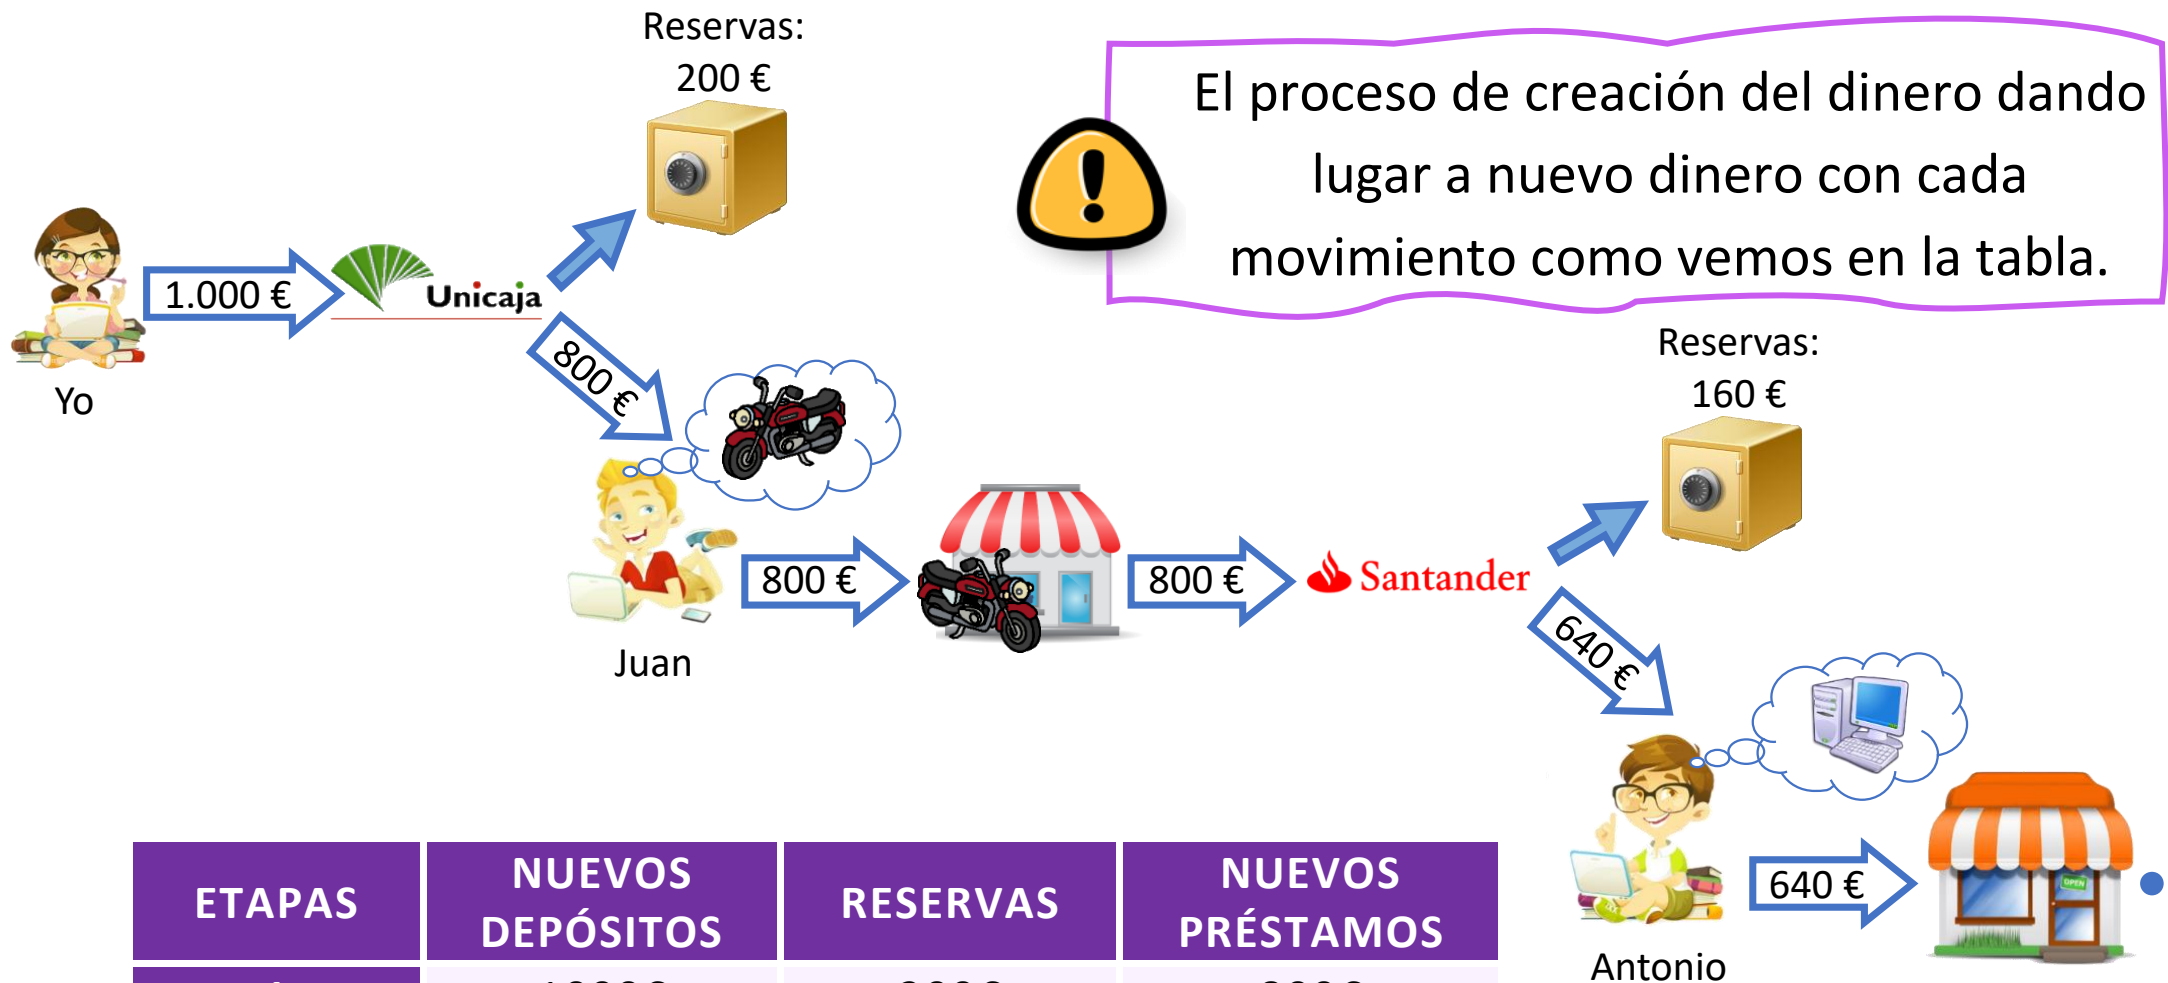 Reservas:
200 €
El proceso de creación del dinero dando
lugar a nuevo dinero con cada
movimiento como vemos en la tabla.
1.000 €
Unicaja
Yo
800 €
Reservas:
160 €
800 €
800 €
Santander
Juan
640 €
640 €
OPEN
Antonio
ETAPAS
NUEVOS
DEPÓSITOS
RESERVAS
NUEVOS
PRÉSTAMOS